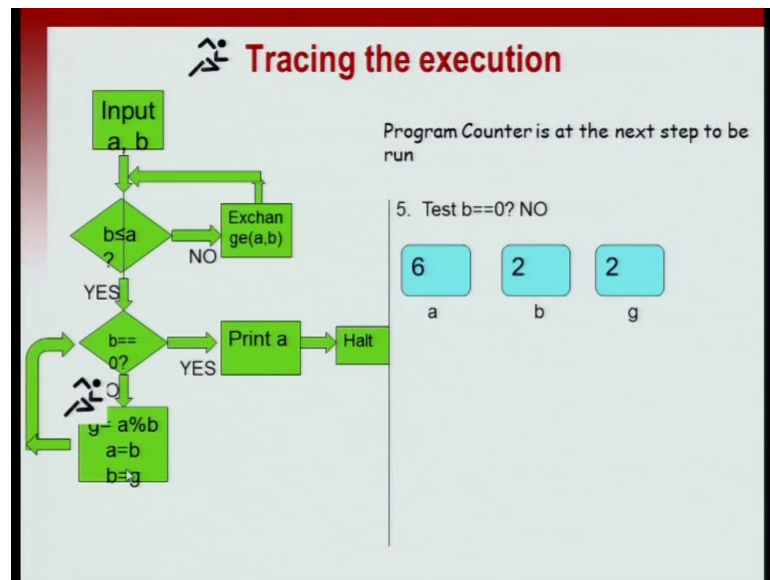 Tracing the execution
Input
a, b
Program Counter is at the next step to be
run
b≤a
?
NO
Exchan
ge(a,b)
YES
5. Test b==0? NO
6
2
2
a
b
g
b==
0?
YES
Print a
Halt
g= a%b
a=b
b=g